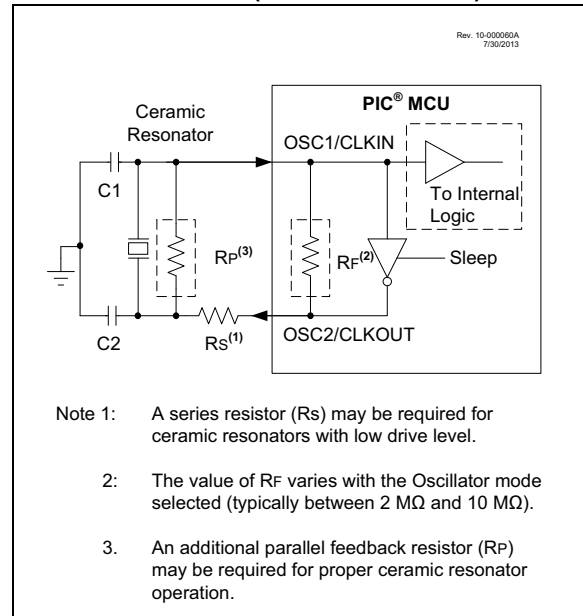 Rev. 10-000060A
7/30/2013
PIC® MCU
Ceramic
Resonator
OSC1/CLKIN
C1
To Internal
Logic
RP(3)
RF(2)
Sleep
C2
RS(1)
OSC2/CLKOUT
Note 1: A series resistor (Rs) may be required for
ceramic resonators with low drive level.
2: The value of RF varies with the Oscillator mode
selected (typically between 2 MΩ and 10 MΩ).
3. An additional parallel feedback resistor (RP)
may be required for proper ceramic resonator
operation.